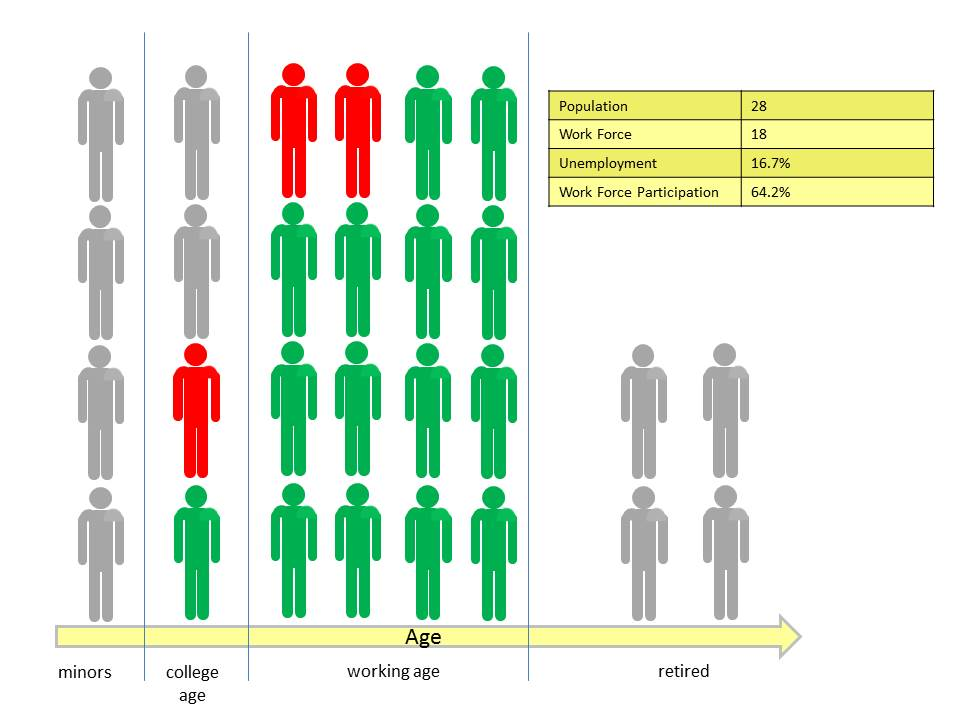 Population 28
Work Force 18
Unemployment 16.7%
Work Force Participation 64.2%
Age
minors
college
age
working age
retired